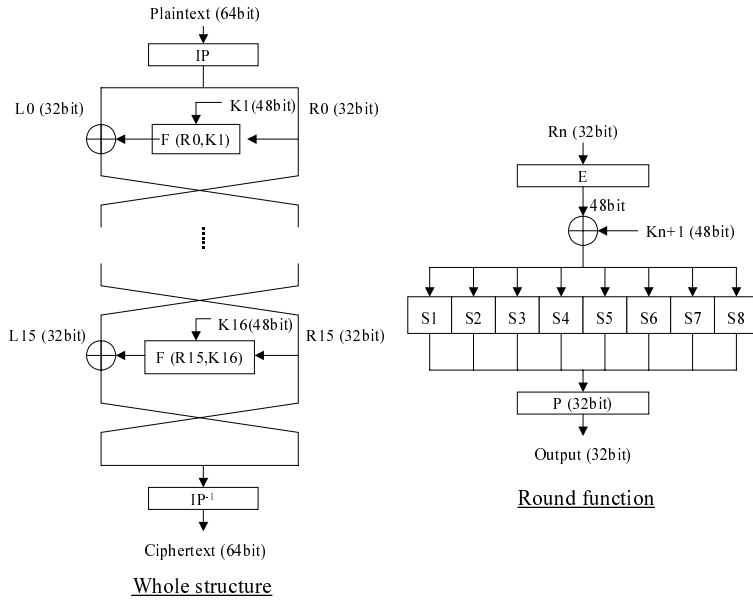 Plaintext (64bit)
IP
L0 (32bit)
K1(48bit)
R0 (32bit)
F (R0,K1)
L15 (32bit)
K16(48bit)
R15 (32bit)
F (R15,K16)
IP-1
Ciphertext (64bit)
Whole structure
Rn (32bit)
E
48bit
Kn+1 (48bit)
S1 S2 S3 S4 S5 S6 S7 S8
P (32bit)
Output (32bit)
Round function